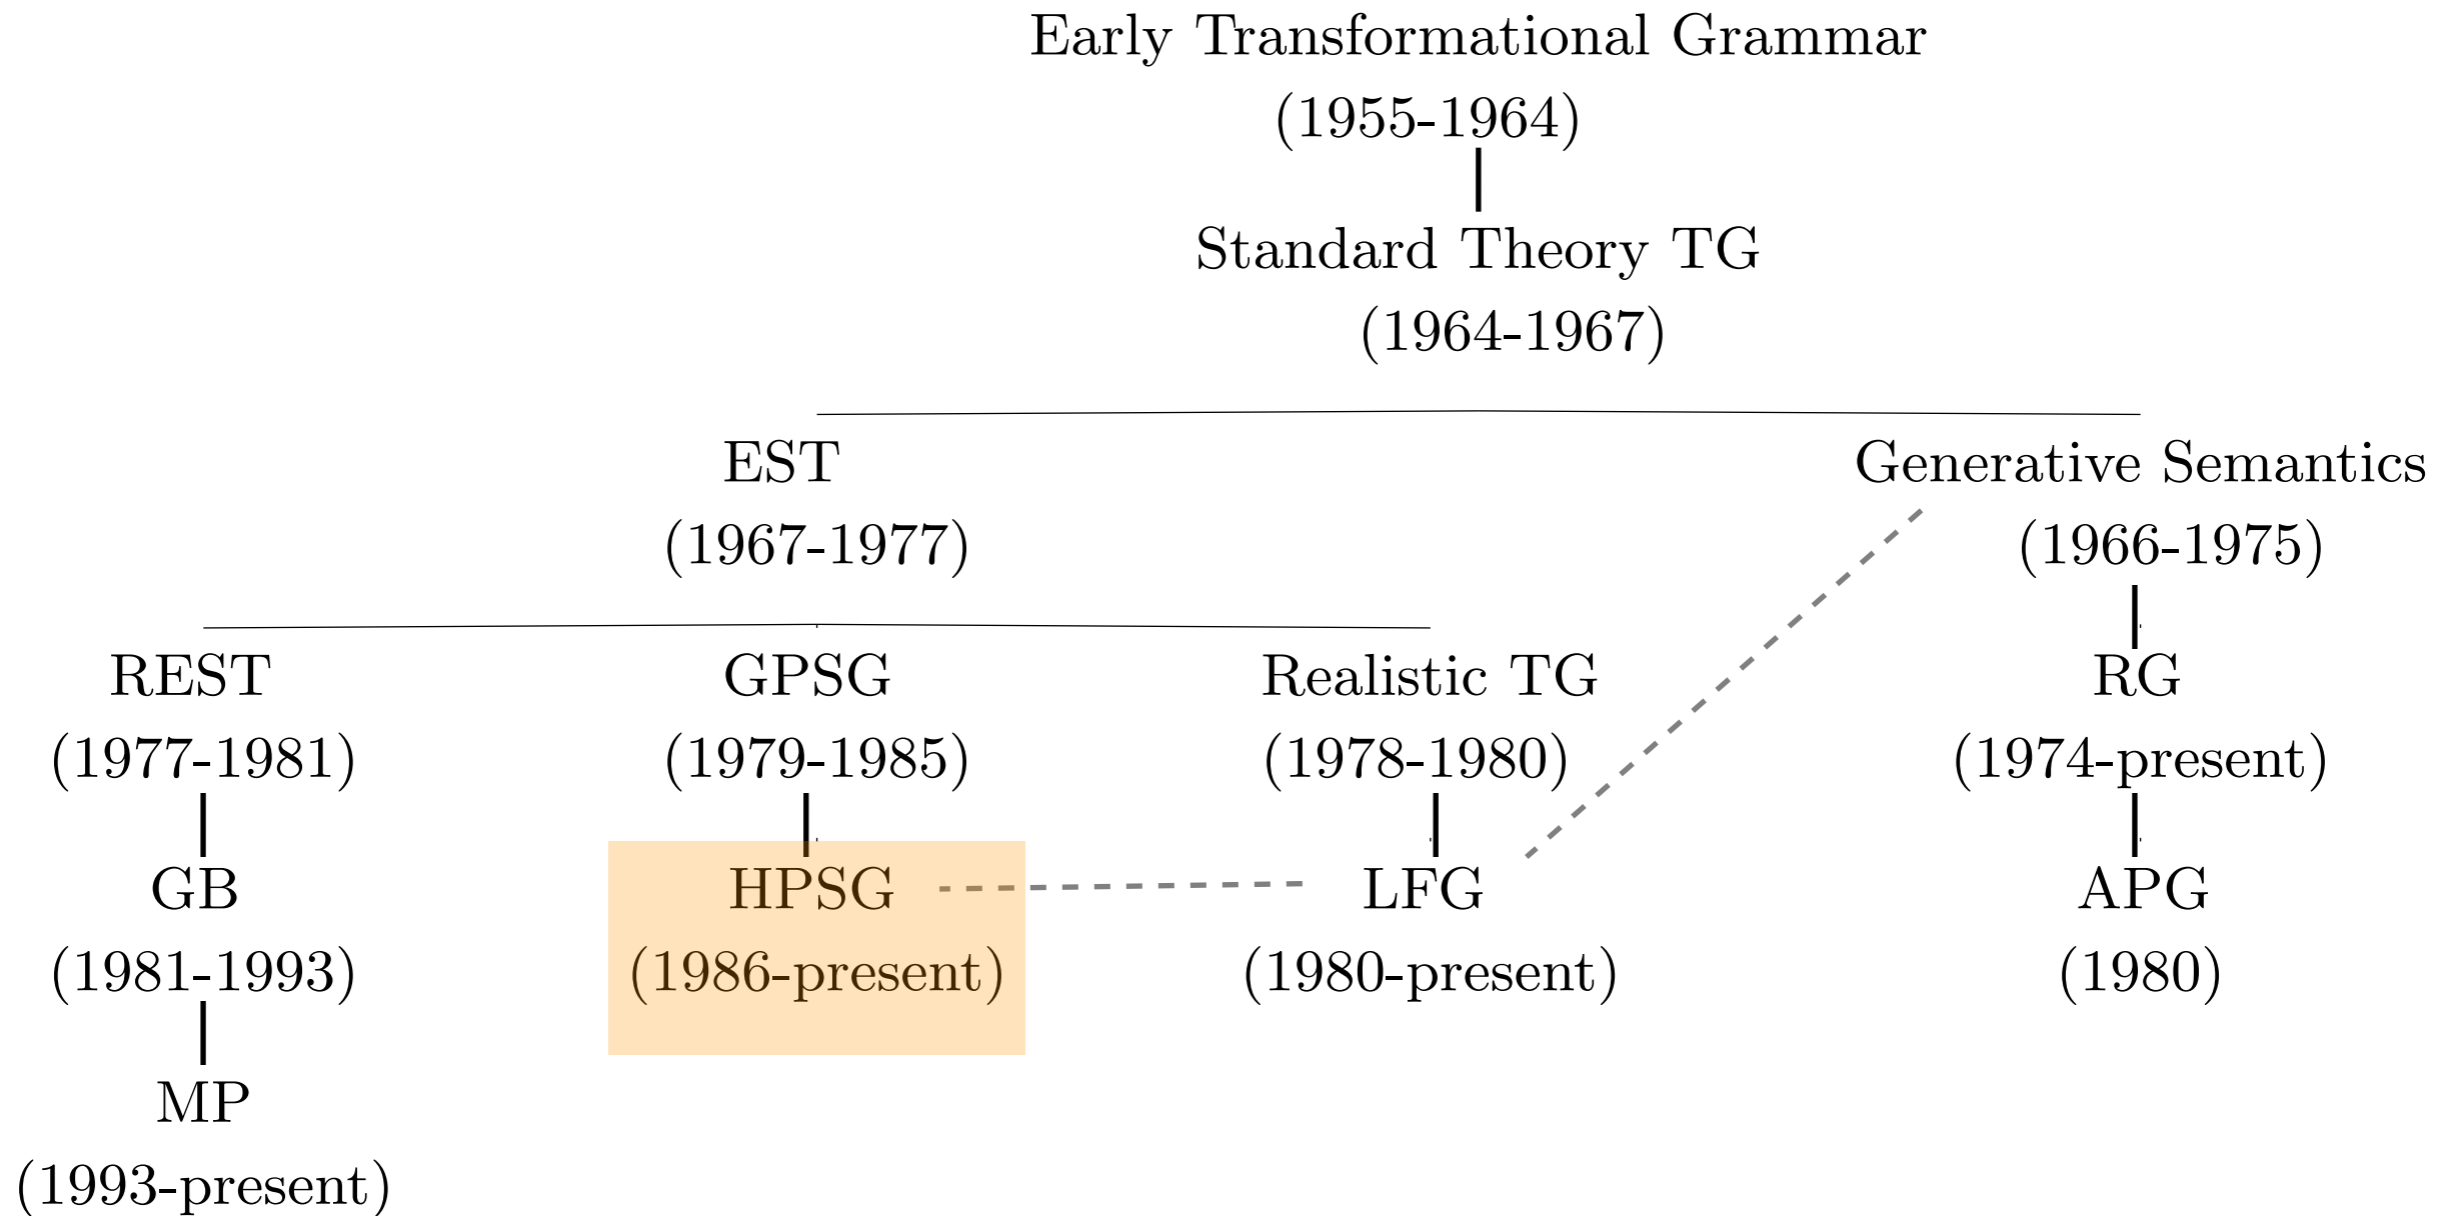 Early Transformational Grammar
(1955-1964)
Standard Theory TG
(1964-1967)
EST
(1967-1977)
Generative Semantics
(1966-1975)
REST
(1977-1981)
GPSG
(1979-1985)
Realistic TG
(1978-1980)
RG
(1974-present)
GB
(1981-1993)
HPSG
(1986-present)
LFG
(1980-present)
APG
(1980)
MP
(1993-present)